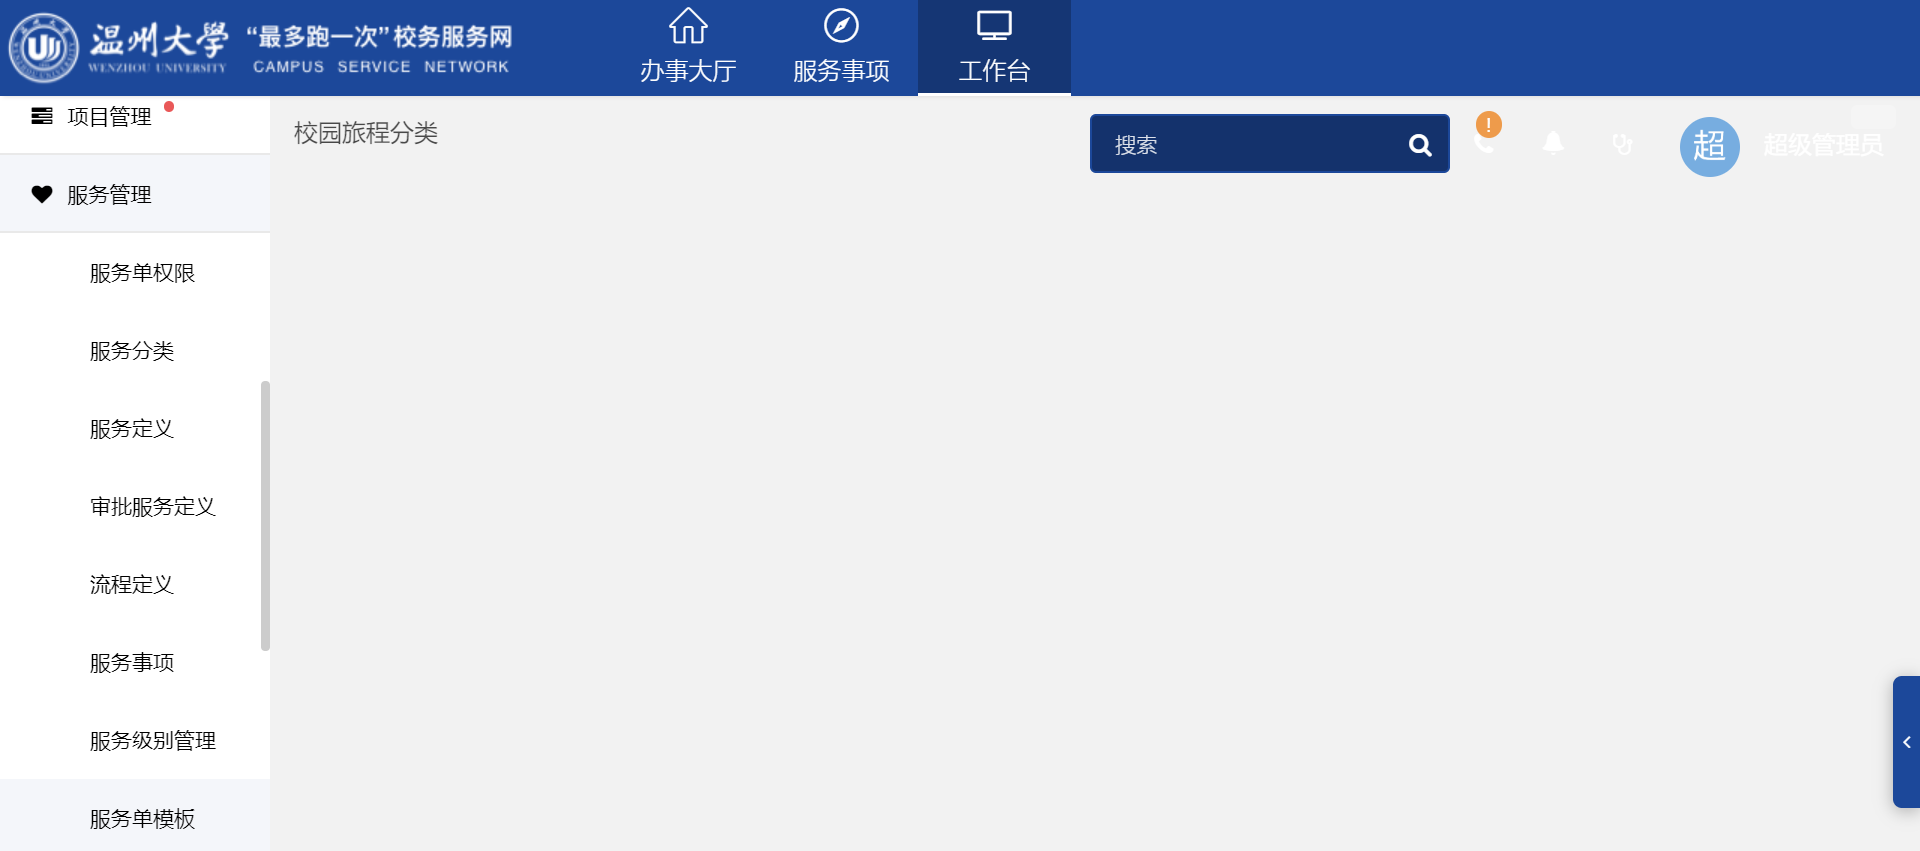 温州大学
WENZHOU UNIVERSITY
“最多跑一次”校务服务网
CAMPUS SERVICE NETWORK
办事大厅
服务事项
工作台
项目管理
校园旅程分类
搜索
!
超
超级管理员
服务管理
服务单权限
服务分类
服务定义
审批服务定义
流程定义
服务事项
服务级别管理
服务单模板